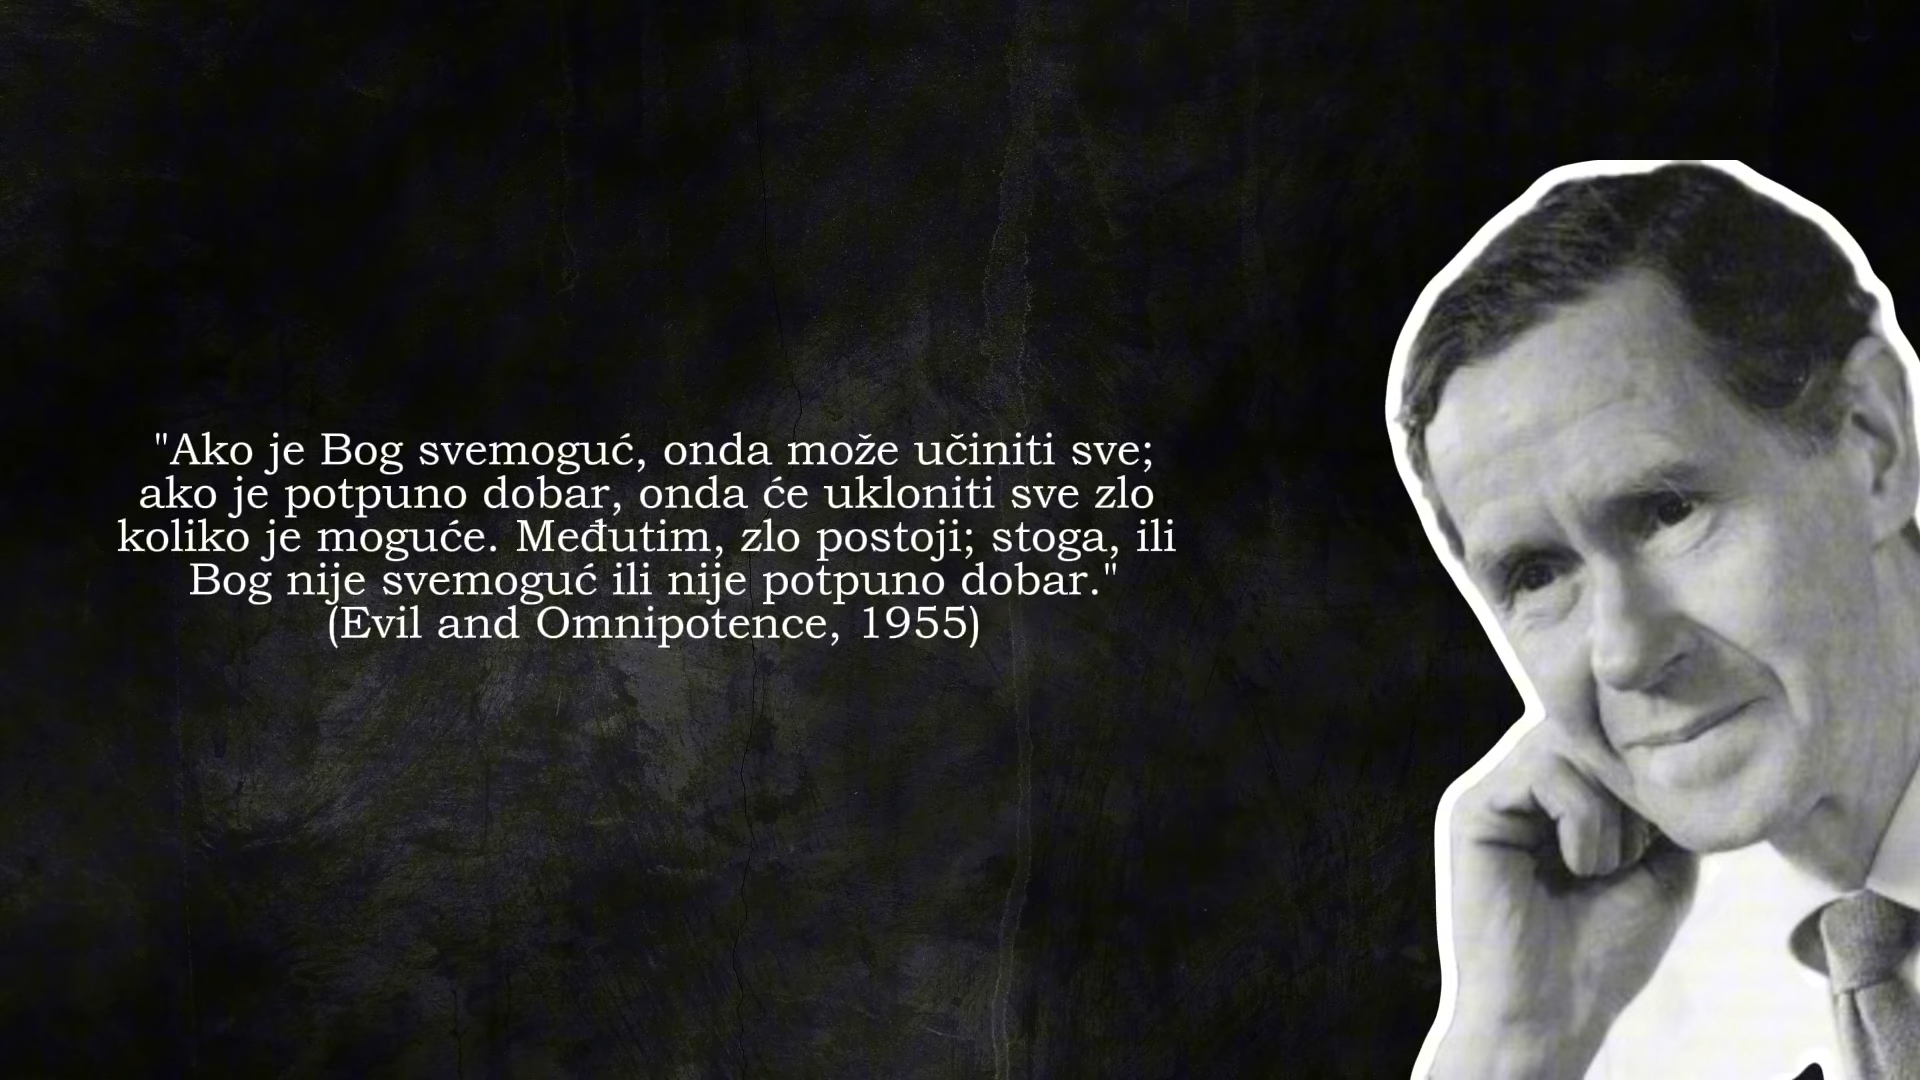 "Ako je Bog svemoguć, onda može učiniti sve;
ako je potpuno dobar, onda će ukloniti sve zlo
koliko je moguće. Međutim, zlo postoji; stoga, ili
Bog nije svemoguć ili nije potpuno dobar."
(Evil and Omnipotence, 1955)